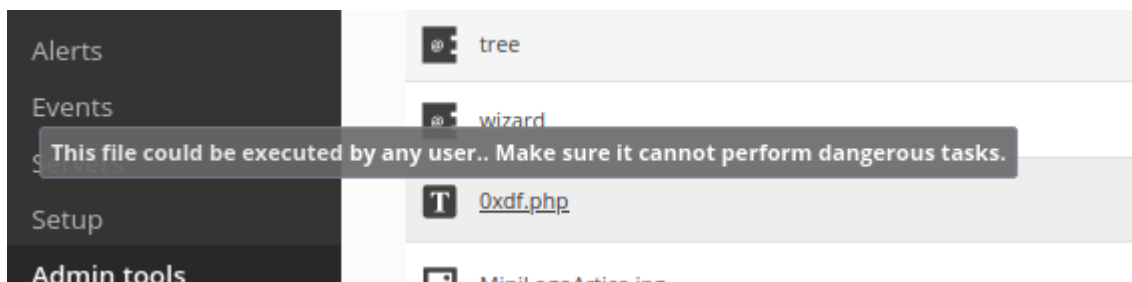 Alerts
tree
Events
wizard
This file could be executed by any user.. Make sure it cannot perform dangerous tasks.
Servers
0xdf.php
Setup
Admin tools